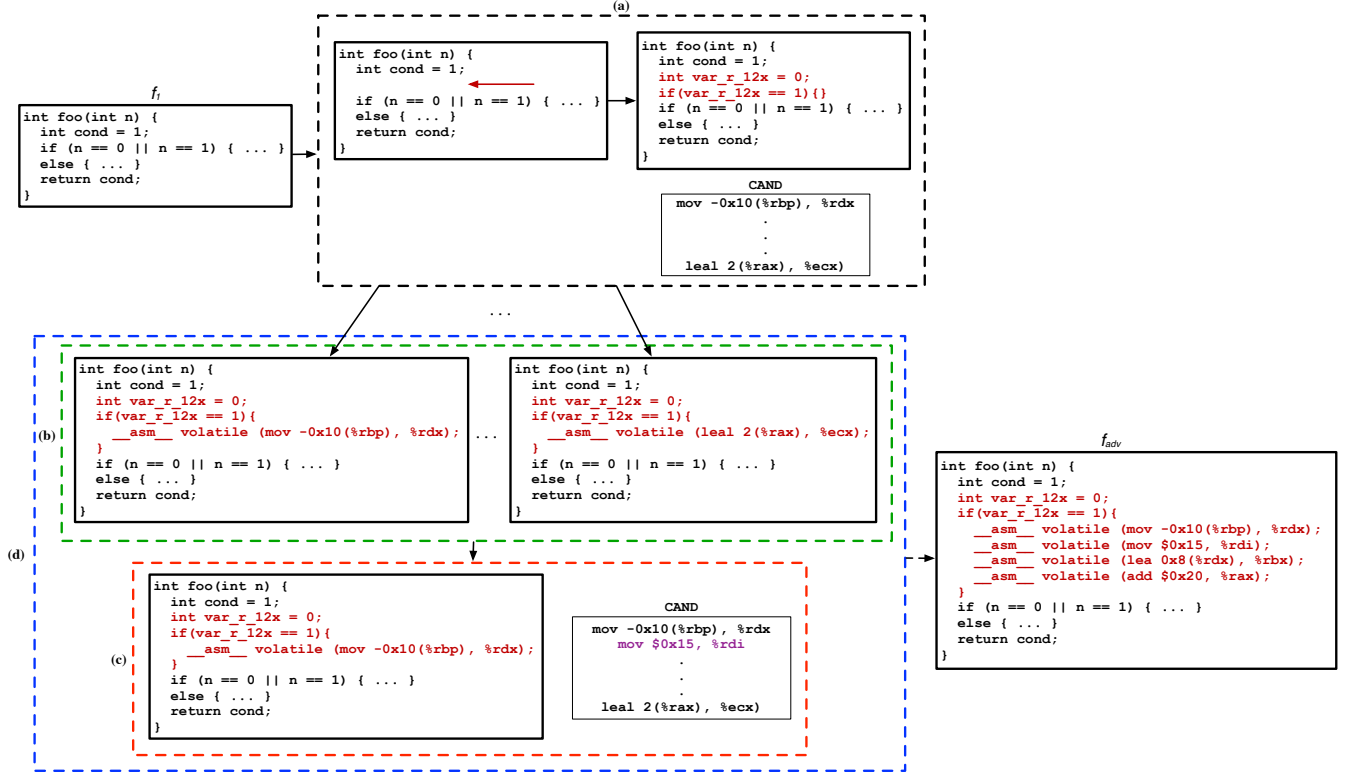 (a)
int foo(int n) {
  int cond = 1;
  if (n == 0 || n == 1) { ... }
  else { ... }
  return cond;
}
int foo(int n) {
  int cond = 1;
  int var_r_12x = 0;
  if(var_r_12x == 1){}
  if (n == 0 || n == 1) { ... }
  else { ... }
  return cond;
}
f1
int foo(int n) {
  int cond = 1;
  if (n == 0 || n == 1) { ... }
  else { ... }
  return cond;
}
CAND
mov -0x10(%rbp), %rdx
.
.
.
leal 2(%rax), %ecx)
...
(b)
int foo(int n) {
  int cond = 1;
  int var_r_12x = 0;
  if(var_r_12x == 1){
    __asm__ volatile (mov -0x10(%rbp), %rdx);
  }
  if (n == 0 || n == 1) { ... }
  else { ... }
  return cond;
}
...
int foo(int n) {
  int cond = 1;
  int var_r_12x = 0;
  if(var_r_12x == 1){
    __asm__ volatile (leal 2(%rax), %ecx);
  }
  if (n == 0 || n == 1) { ... }
  else { ... }
  return cond;
}
(d)
(c)
int foo(int n) {
  int cond = 1;
  int var_r_12x = 0;
  if(var_r_12x == 1){
    __asm__ volatile (mov -0x10(%rbp), %rdx);
  }
  if (n == 0 || n == 1) { ... }
  else { ... }
  return cond;
}
CAND
mov -0x10(%rbp), %rdx
mov $0x15, %rdi
.
.
.
leal 2(%rax), %ecx)
fadv
int foo(int n) {
  int cond = 1;
  int var_r_12x = 0;
  if(var_r_12x == 1){
    __asm__ volatile (mov -0x10(%rbp), %rdx);
    __asm__ volatile (mov $0x15, %rdi);
    __asm__ volatile (lea 0x8(%rdx), %rbx);
    __asm__ volatile (add $0x20, %rax);
  }
  if (n == 0 || n == 1) { ... }
  else { ... }
  return cond;
}